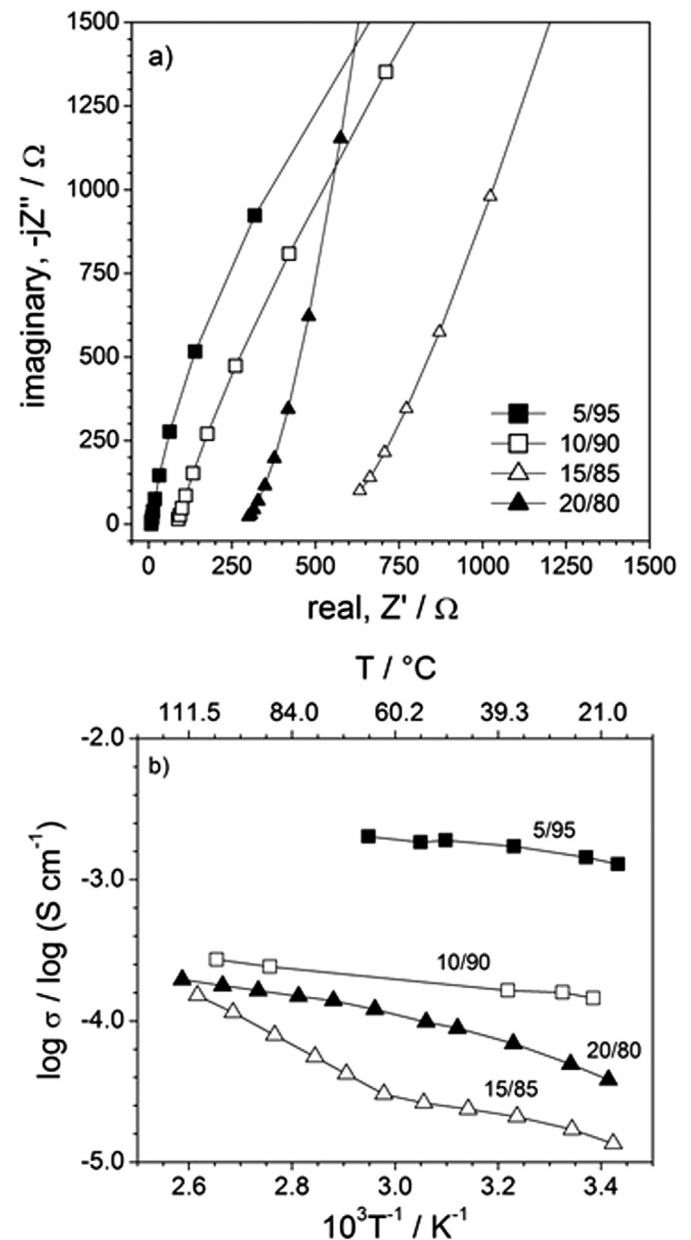 a)
1500
1250
1000
750
500
250
0
imaginary, -jZ" / Ω
5/95
10/90
15/85
20/80
0 250 500 750 1000 1250 1500
real, Z' / Ω
T / °C
111.5 84.0 60.2 39.3 21.0
b)
-2.0
-3.0
-4.0
-5.0
log σ / log (S cm⁻¹)
5/95
10/90
20/80
15/85
2.6 2.8 3.0 3.2 3.4
10³T⁻¹ / K⁻¹